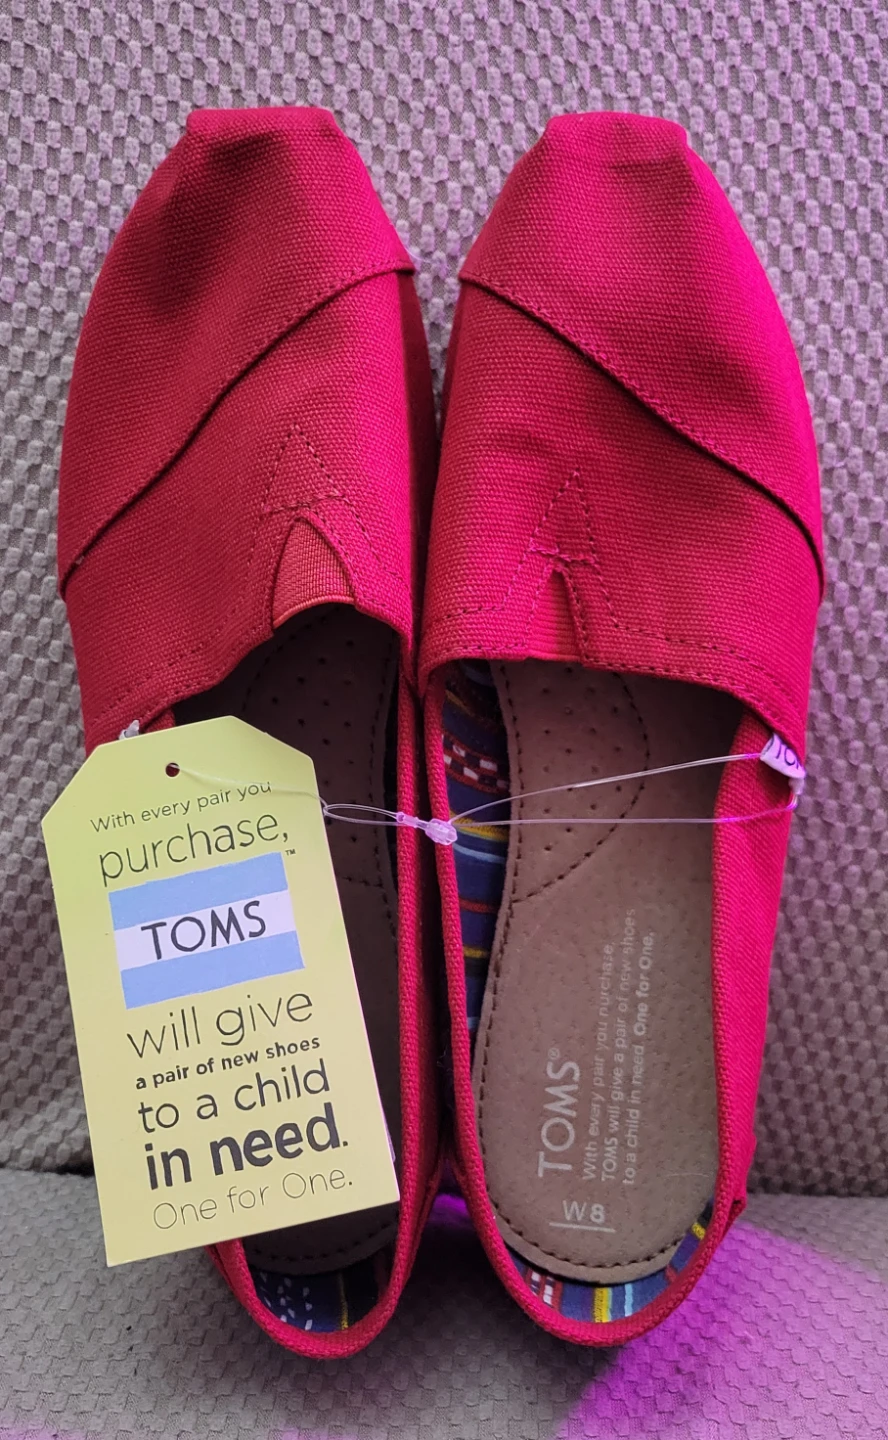 With every pair you
purchase,
TOMS™
will give
a pair of new shoes
to a child
in need.
One for One.
TOMS®
With every pair you purchase,
TOMS will give a pair of new shoes
to a child in need. One for One.
W8